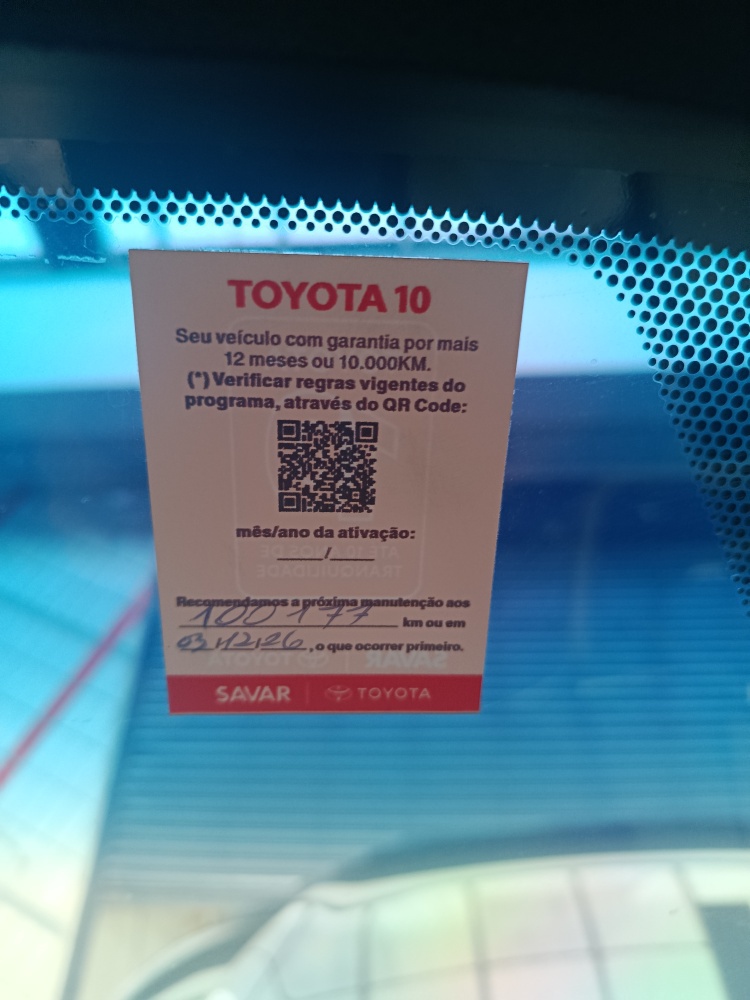 TOYOTA 10
Seu veículo com garantia por mais
12 meses ou 10.000KM.
(*) Verificar regras vigentes do
programa, através do QR Code:
mês/ano da ativação:
____/____
Recomendamos a próxima manutenção aos
100177 km ou em
03/12/26, o que ocorrer primeiro.
SAVAR | TOYOTA